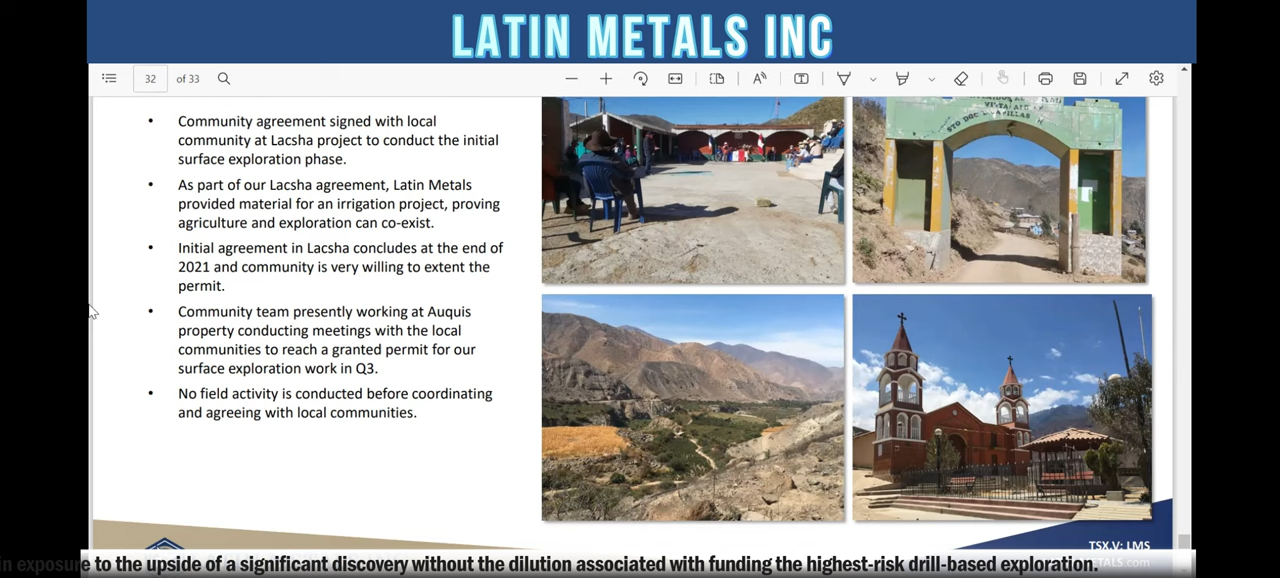 LATIN METALS INC
32 of 33
• Community agreement signed with local
community at Lacsha project to conduct the initial
surface exploration phase.
• As part of our Lacsha agreement, Latin Metals
provided material for an irrigation project, proving
agriculture and exploration can co-exist.
• Initial agreement in Lacsha concludes at the end of
2021 and community is very willing to extent the
permit.
• Community team presently working at Auquis
property conducting meetings with the local
communities to reach a granted permit for our
surface exploration work in Q3.
• No field activity is conducted before coordinating
and agreeing with local communities.
TSX.V: LMS
in exposure to the upside of a significant discovery without the dilution associated with funding the highest-risk drill-based exploration.